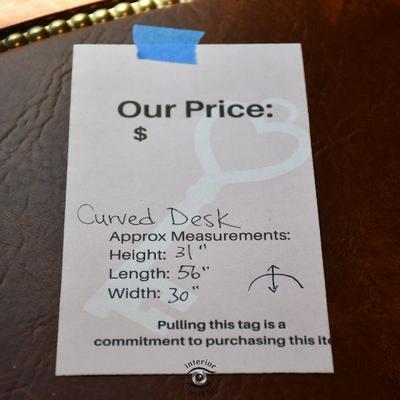 Our Price:
$
Curved Desk
Approx Measurements:
Height: 31"
Length: 56"
Width: 30"
Pulling this tag is a
commitment to purchasing this ite
interior